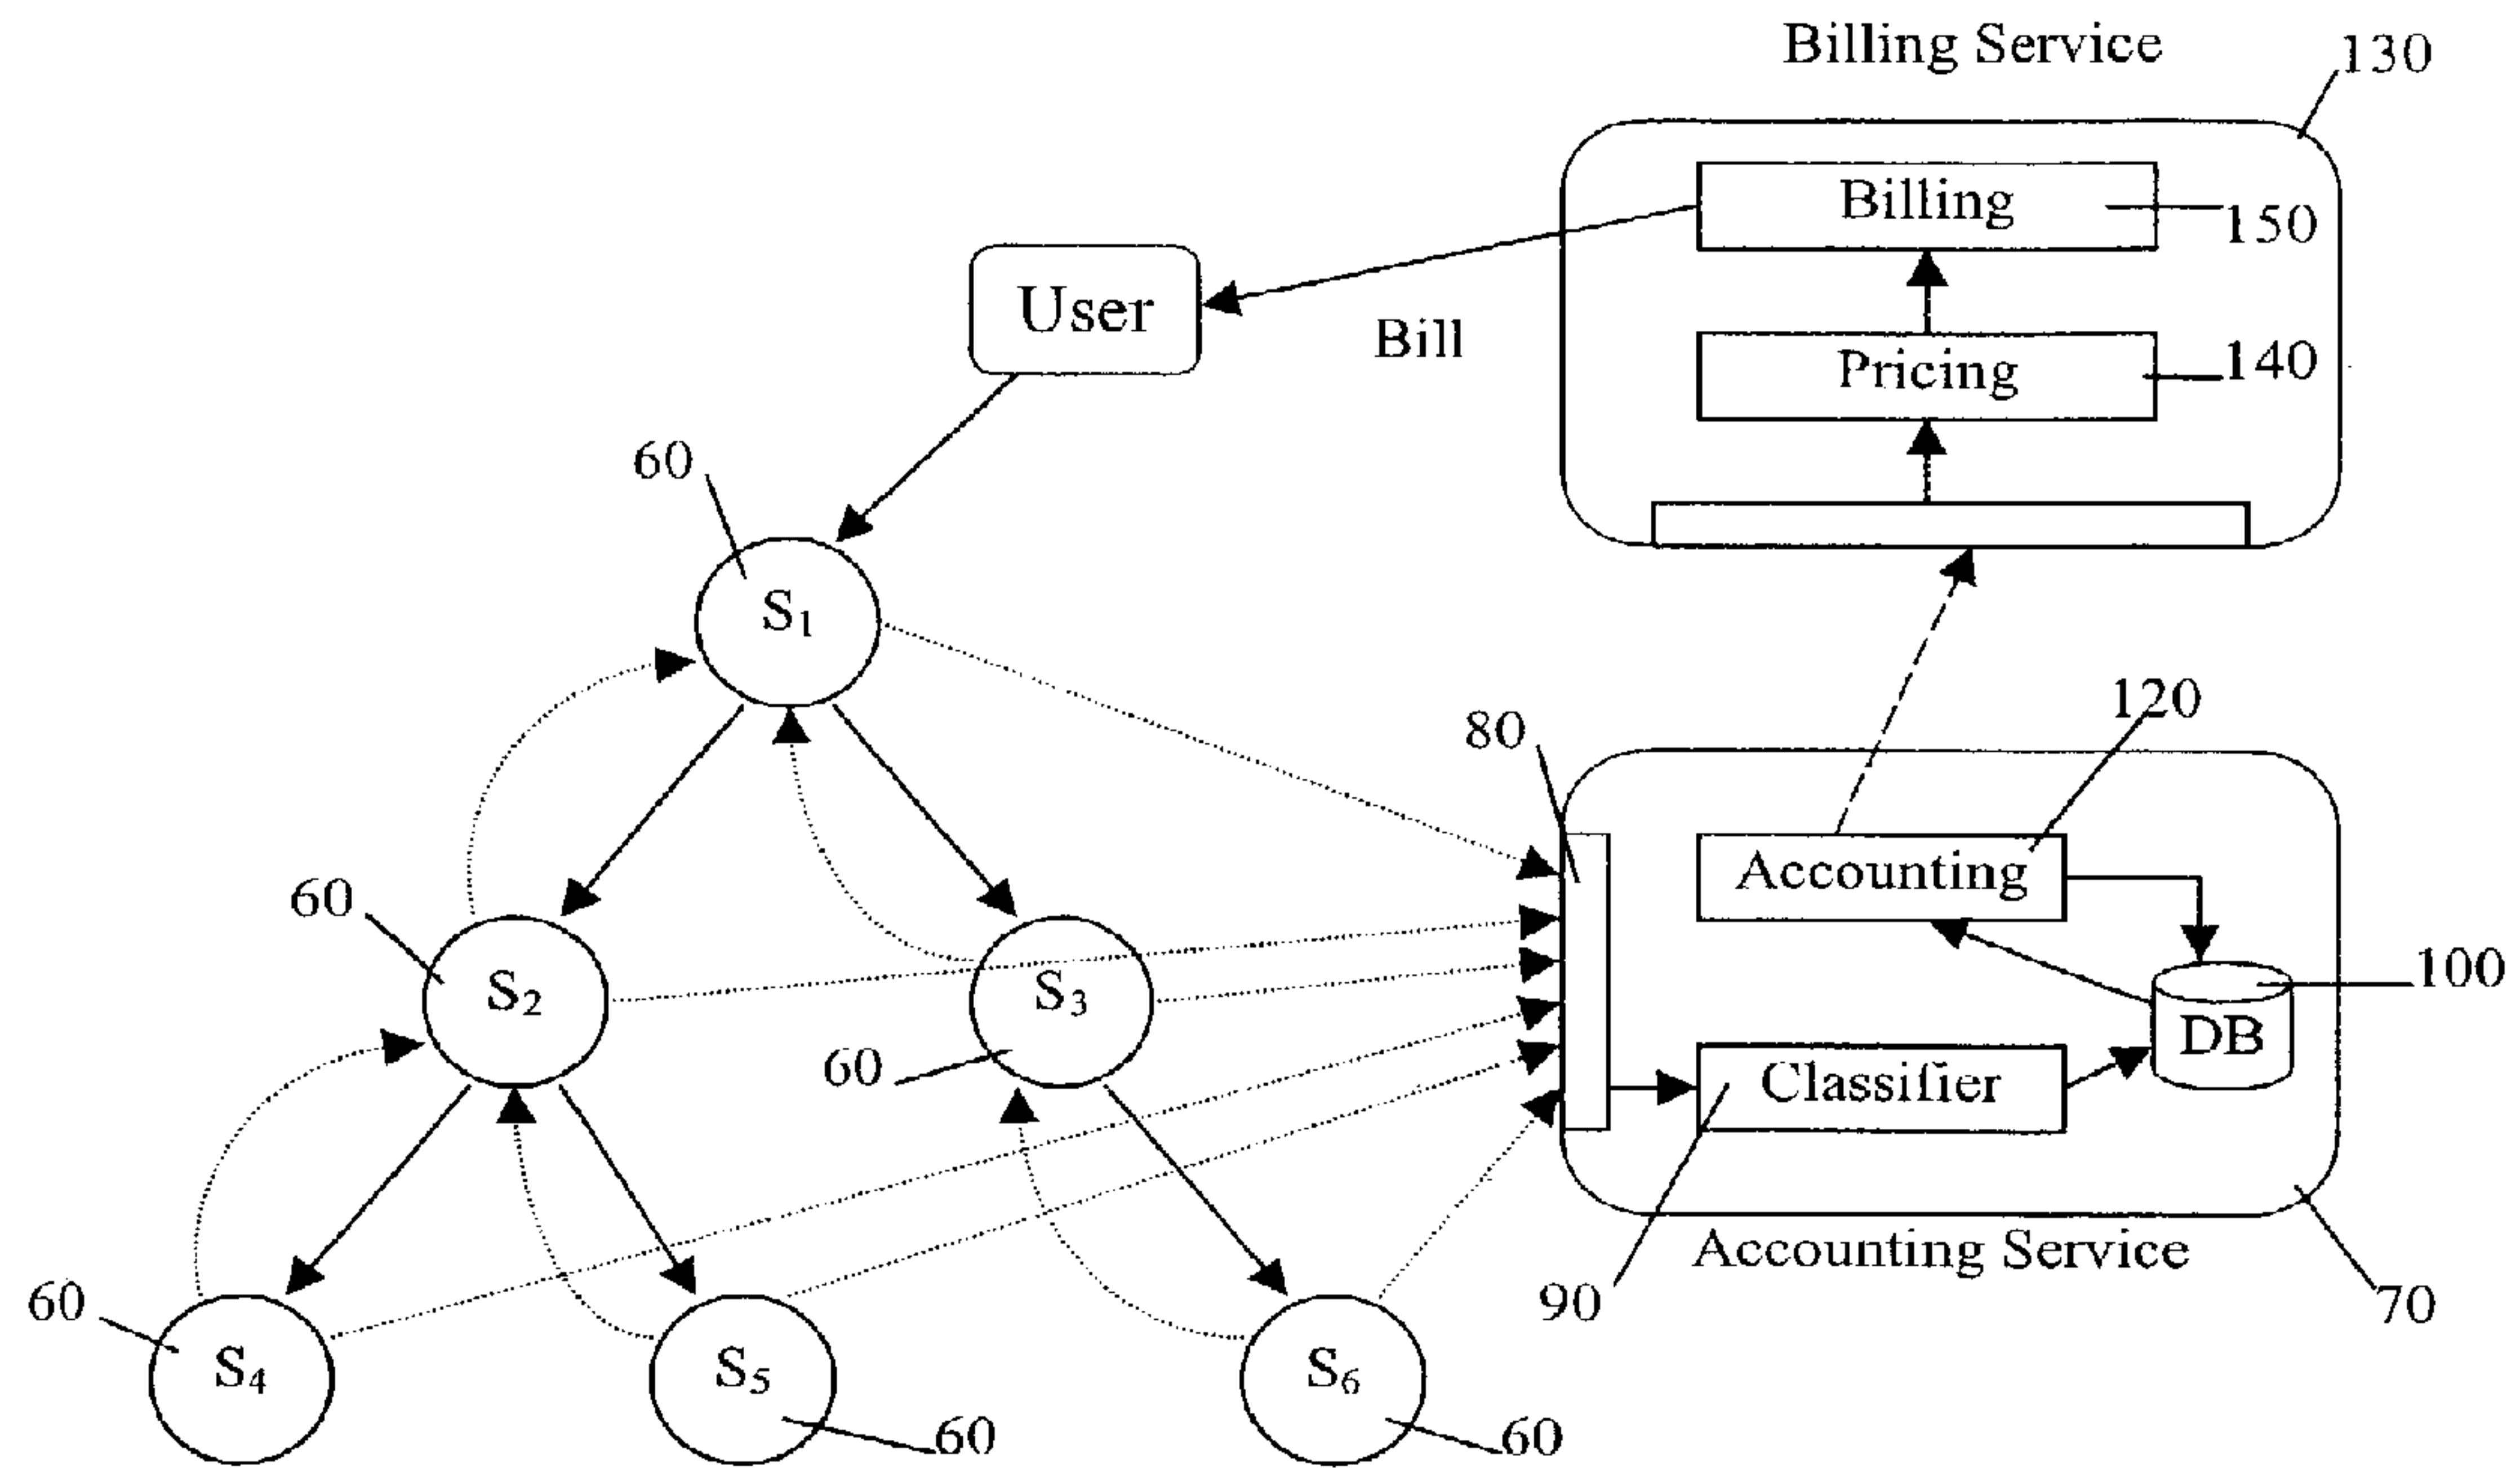 Billing Service
130
Billing
150
User
Bill
Pricing
140
60
S1
120
80
Accounting
60
100
S2
S3
DB
60
Classifier
Accounting Service
60
90
70
S4
S5
S6
60
60